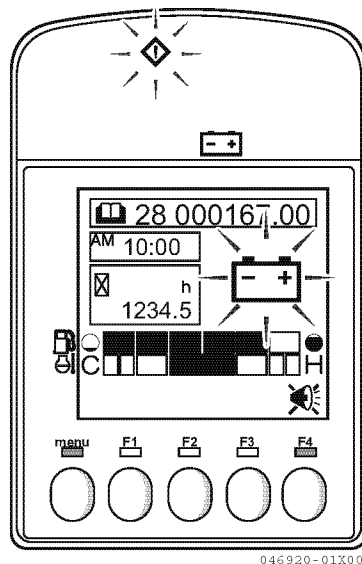 28 000167.00
AM 10:00
h
1234.5
C H
menu F1 F2 F3 F4
046920-01X00